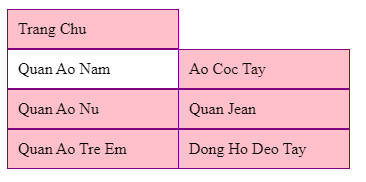 Trang Chu
Quan Ao Nam
Ao Coc Tay
Quan Ao Nu
Quan Jean
Quan Ao Tre Em
Dong Ho Deo Tay